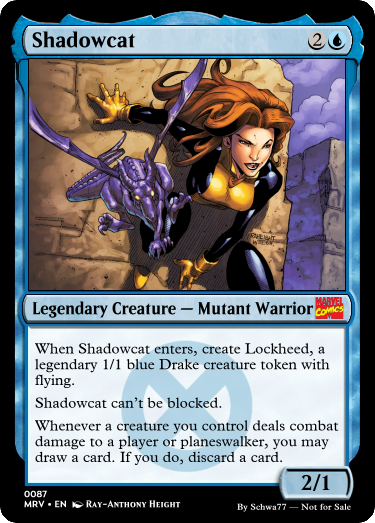 Shadowcat 2
Legendary Creature — Mutant Warrior MARVEL COMICS
When Shadowcat enters, create Lockheed, a
legendary 1/1 blue Drake creature token with
flying.
Shadowcat can't be blocked.
Whenever a creature you control deals combat
damage to a player or planeswalker, you may
draw a card. If you do, discard a card.
2/1
0087
MRV • EN Ray-Anthony Height
By Schwa77 — Not for Sale